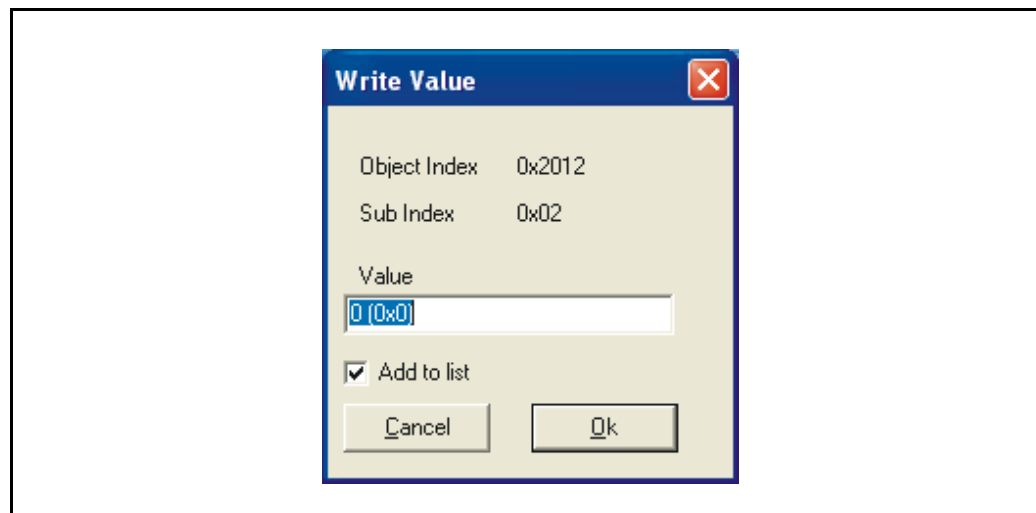 Write Value
Object Index 0x2012
Sub Index 0x02
Value
0 (0x0)
Add to list
Cancel Ok